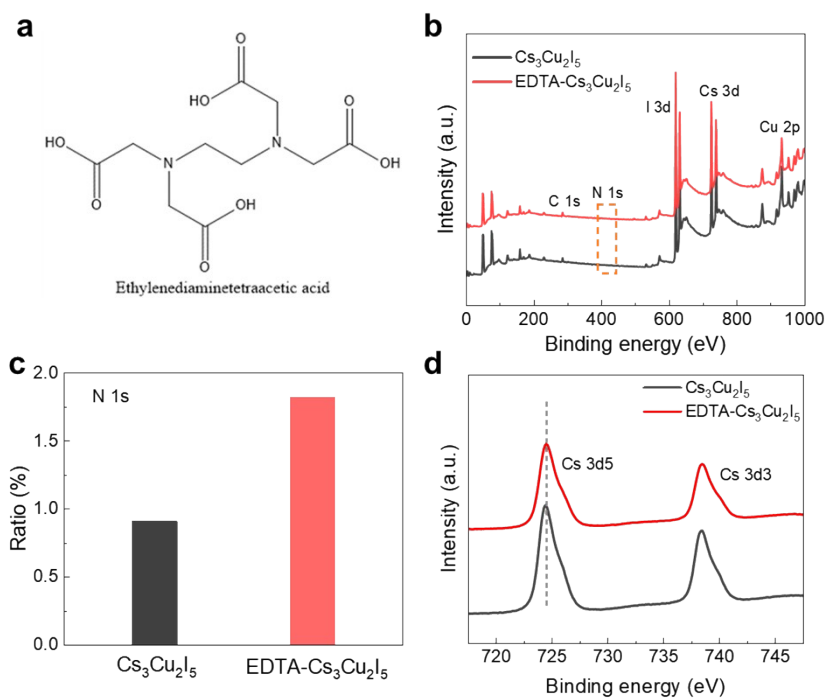 a
O
HO
O
OH
N
HO
N
O
O
OH
O
Ethylenediaminetetraacetic acid
b
Cs₃Cu₂I₅
EDTA-Cs₃Cu₂I₅
I 3d
Cs 3d
Cu 2p
C 1s
N 1s
Intensity (a.u.)
0 200 400 600 800 1000
Binding energy (eV)
c
N 1s
2.0
1.5
1.0
0.5
0.0
Ratio (%)
Cs₃Cu₂I₅ EDTA-Cs₃Cu₂I₅
d
Cs₃Cu₂I₅
EDTA-Cs₃Cu₂I₅
Cs 3d5
Cs 3d3
Intensity (a.u.)
720 725 730 735 740 745
Binding energy (eV)